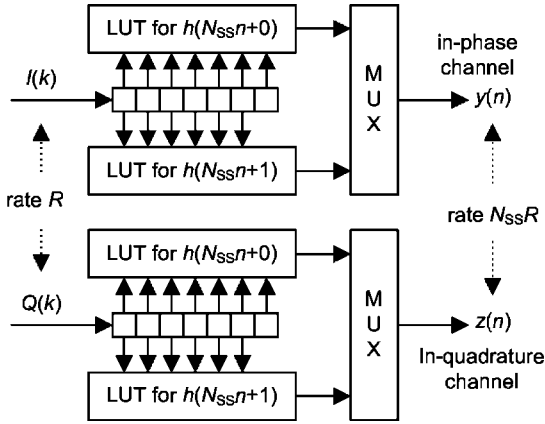 LUT for h(NSSn+0)
in-phase
channel
I(k)
M
U
X
y(n)
LUT for h(NSSn+1)
rate R
rate NSSR
LUT for h(NSSn+0)
Q(k)
M
U
X
z(n)
In-quadrature
channel
LUT for h(NSSn+1)